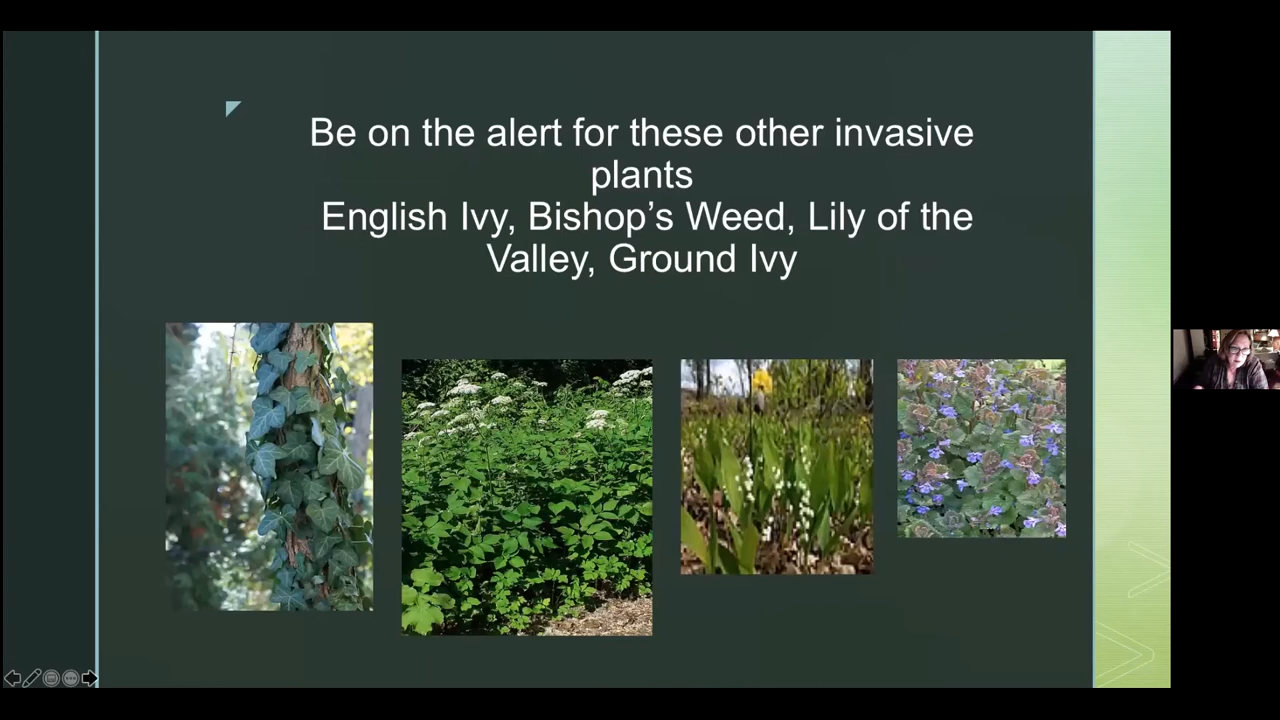 Be on the alert for these other invasive
plants
English Ivy, Bishop’s Weed, Lily of the
Valley, Ground Ivy